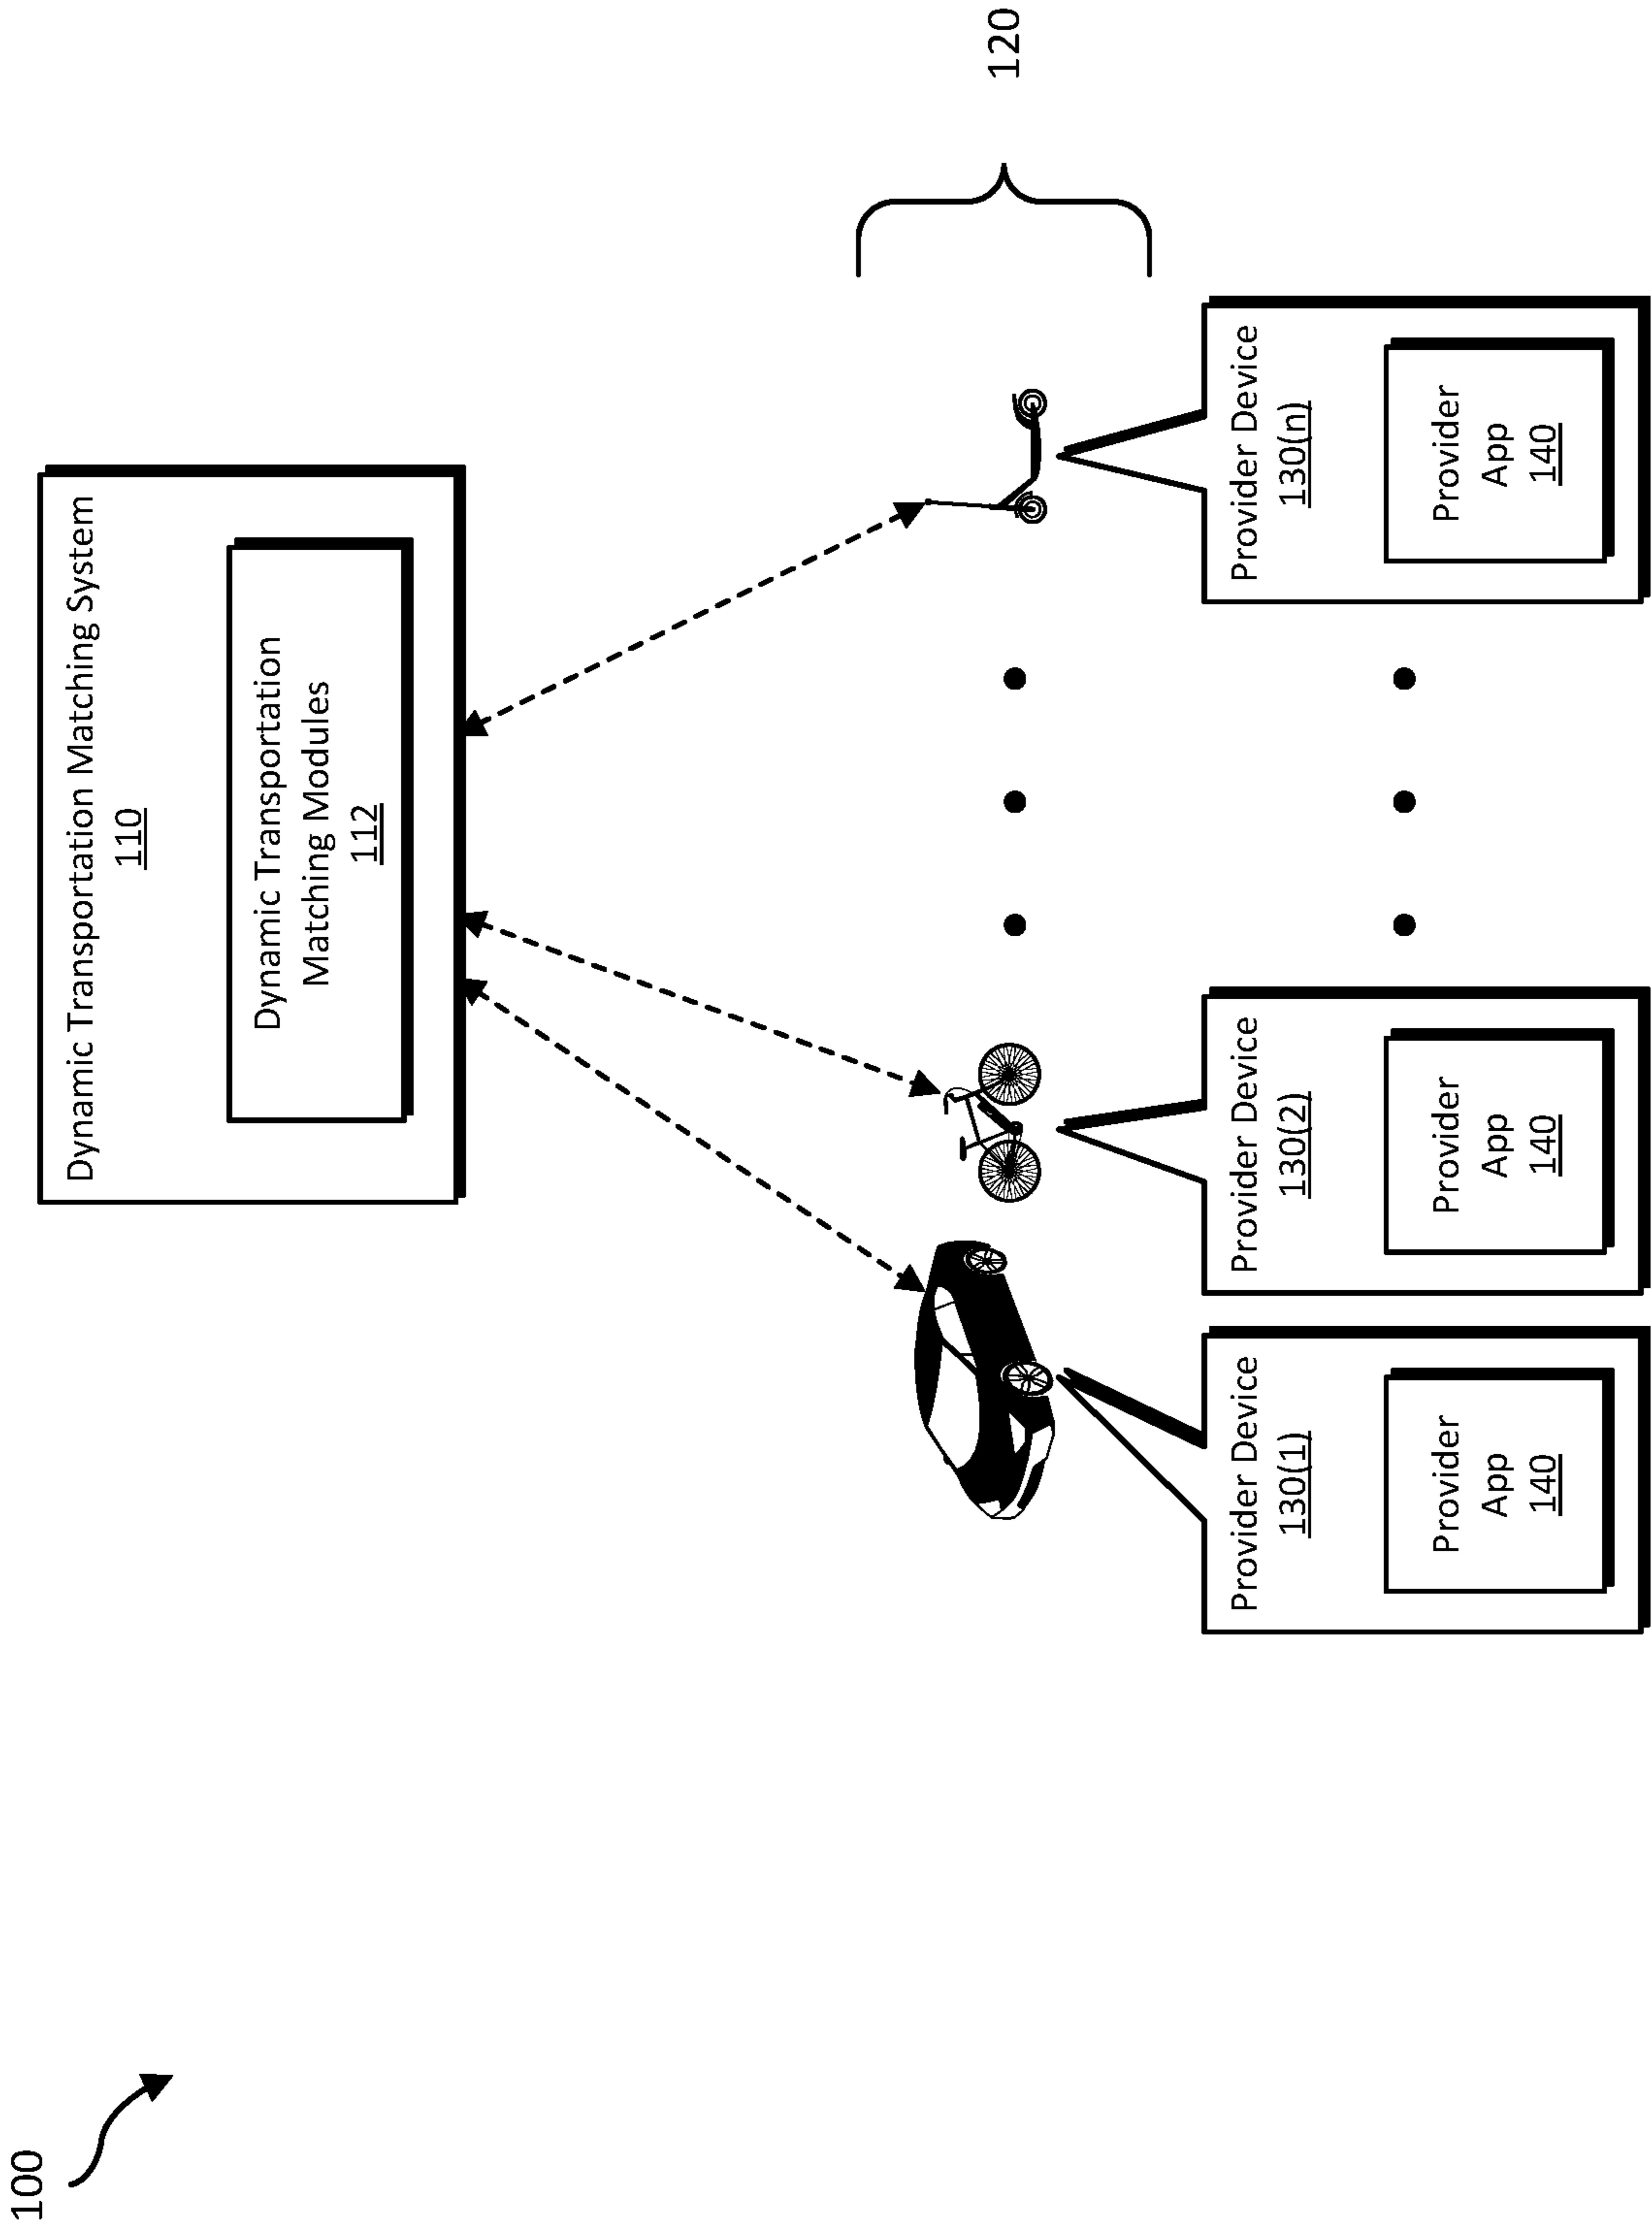 100
Dynamic Transportation Matching System
110
Dynamic Transportation
Matching Modules
112
120
Provider Device
130(1)
Provider
App
140
Provider Device
130(2)
Provider
App
140
Provider Device
130(n)
Provider
App
140